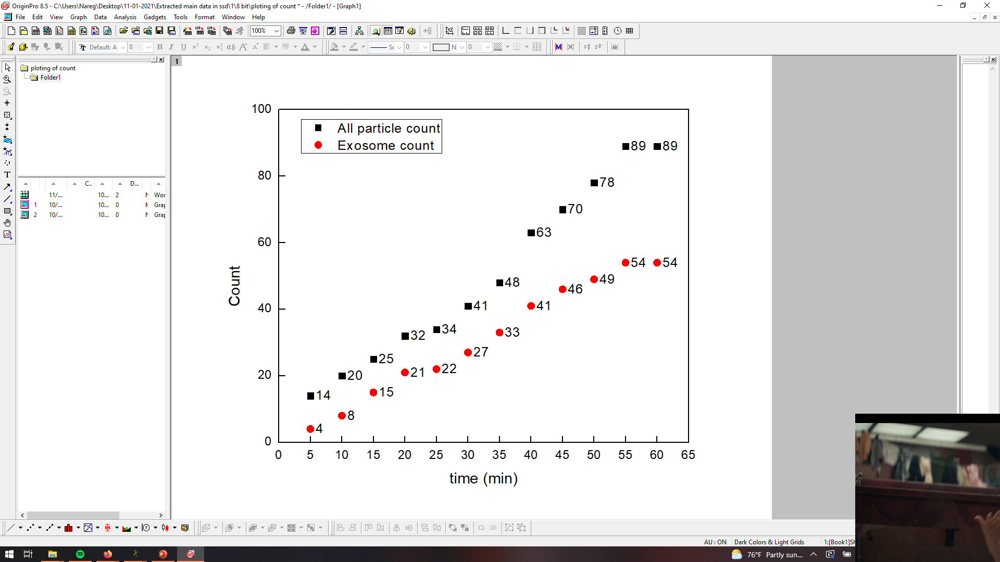 OriginPro 8.5 - C:\Users\Nareg\Desktop\11-01-2021\Extracted main data in ssd\1\8 bit\ploting of count * - /Folder1/ - [Graph1]
File Edit View Graph Data Analysis Gadgets Tools Format Window Help
100%
Default: A 0 B I U 0 N 0
ploting of count
Folder1
C.. D...
11/... 10... 2 Wor
1 10/... 10... 0 Grap
2 10/... 10... 0 Grap
1
All particle count
Exosome count
100
80
60
40
20
0
Count
89 89
78
70
63
54 54
49
46
48
41 41
33
34
32
27
25
22
21
20
15
14
8
4
0 5 10 15 20 25 30 35 40 45 50 55 60 65
time (min)
AU : ON Dark Colors & Light Grids 1:[Book1]Sh
76°F Partly sun...